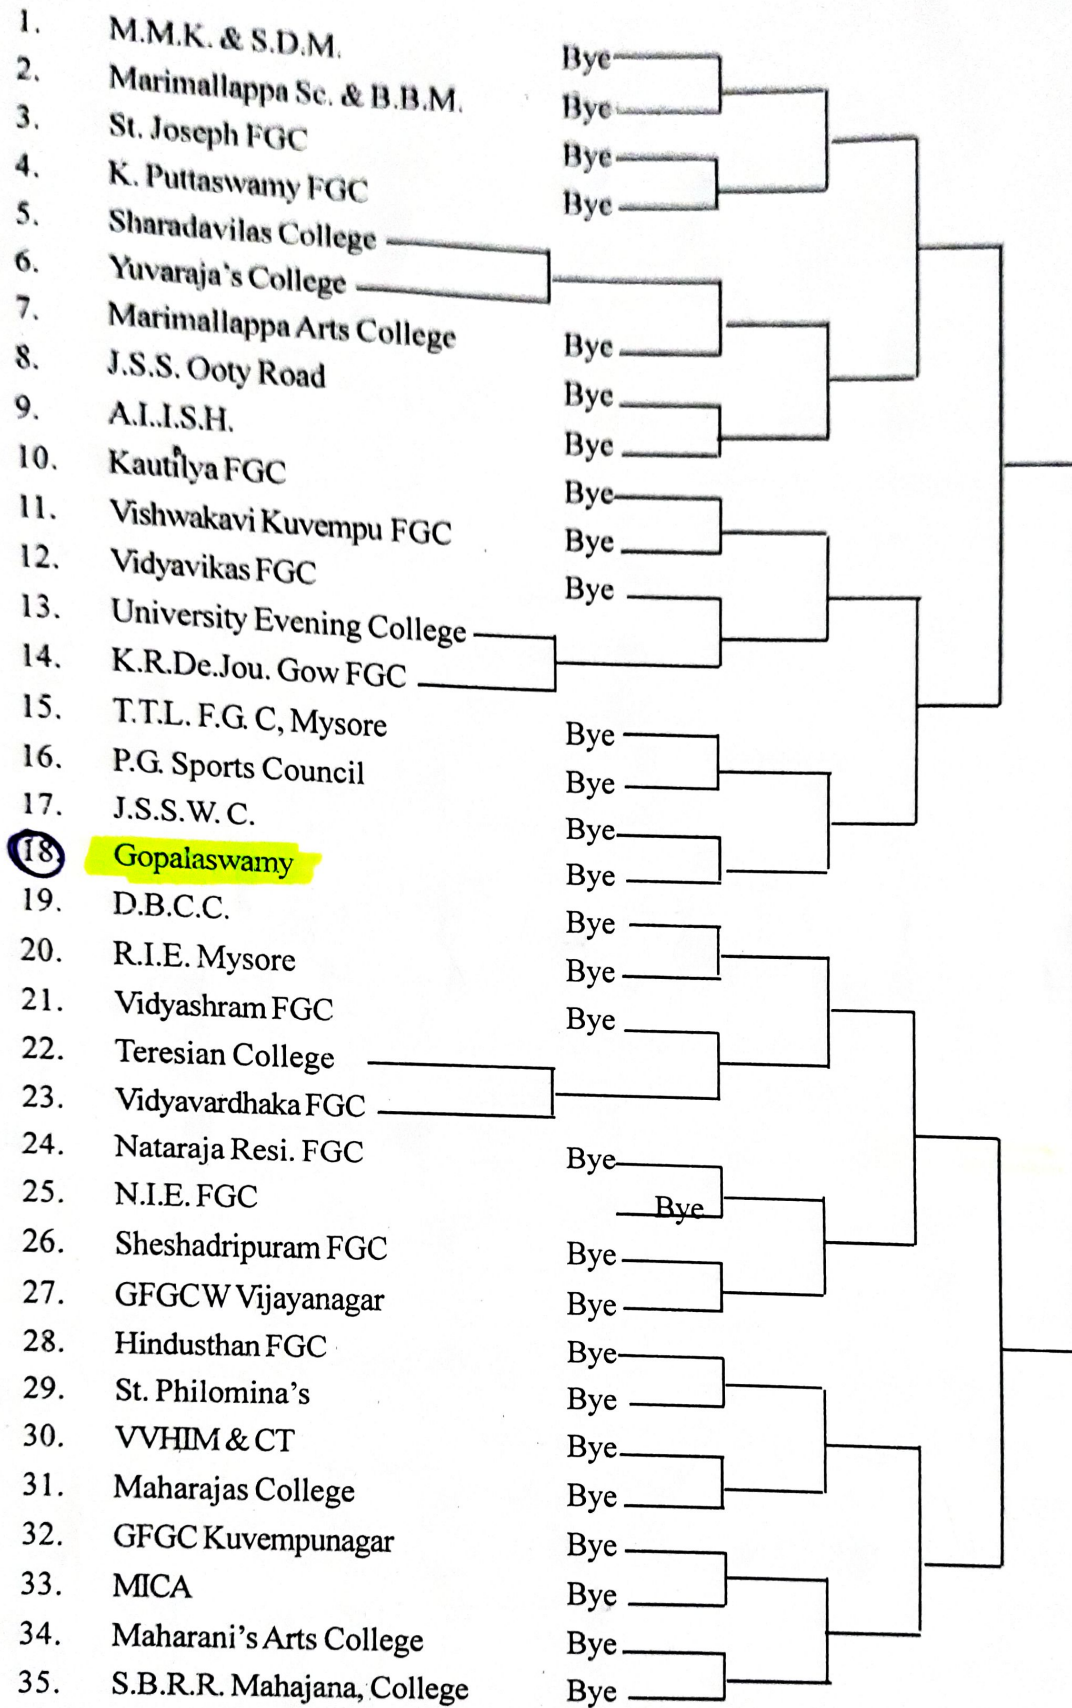 1. M.M.K. & S.D.M. Bye
2. Marimallappa Sc. & B.B.M. Bye
3. St. Joseph FGC Bye
4. K. Puttaswamy FGC Bye
5. Sharadavilas College
6. Yuvaraja's College
7. Marimallappa Arts College Bye
8. J.S.S. Ooty Road Bye
9. A.I..I.S.H. Bye
10. Kautilya FGC Bye
11. Vishwakavi Kuvempu FGC Bye
12. Vidyavikas FGC Bye
13. University Evening College
14. K.R.De.Jou. Gow FGC
15. T.T.L. F.G. C, Mysore Bye
16. P.G. Sports Council Bye
17. J.S.S.W. C. Bye
18. Gopalaswamy Bye
19. D.B.C.C. Bye
20. R.I.E. Mysore Bye
21. Vidyashram FGC Bye
22. Teresian College
23. Vidyavardhaka FGC
24. Nataraja Resi. FGC Bye
25. N.I.E. FGC Bye
26. Sheshadripuram FGC Bye
27. GFGCW Vijayanagar Bye
28. Hindusthan FGC Bye
29. St. Philomina's Bye
30. VVHIM & CT Bye
31. Maharajas College Bye
32. GFGC Kuvempunagar Bye
33. MICA Bye
34. Maharani's Arts College Bye
35. S.B.R.R. Mahajana, College Bye